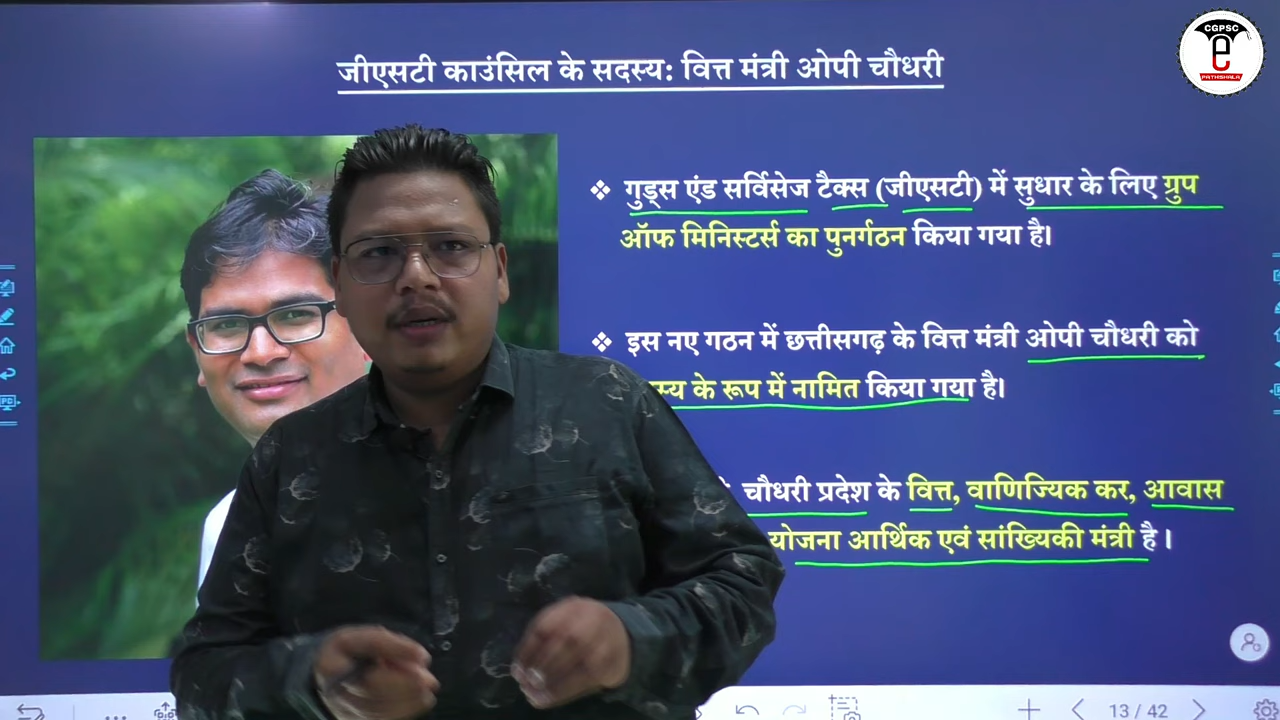 जीएसटी काउंसिल के सदस्य: वित्त मंत्री ओपी चौधरी
CGPSC
e
PATHSHALA
❖ गुड्स एंड सर्विसेज टैक्स (जीएसटी) में सुधार के लिए ग्रुप
ऑफ मिनिस्टर्स का पुनर्गठन किया गया है।
❖ इस नए गठन में छत्तीसगढ़ के वित्त मंत्री ओपी चौधरी को
के रूप में नामित किया गया है।
चौधरी प्रदेश के वित्त, वाणिज्यिक कर, आवास
योजना आर्थिक एवं सांख्यिकी मंत्री है।
13 / 42